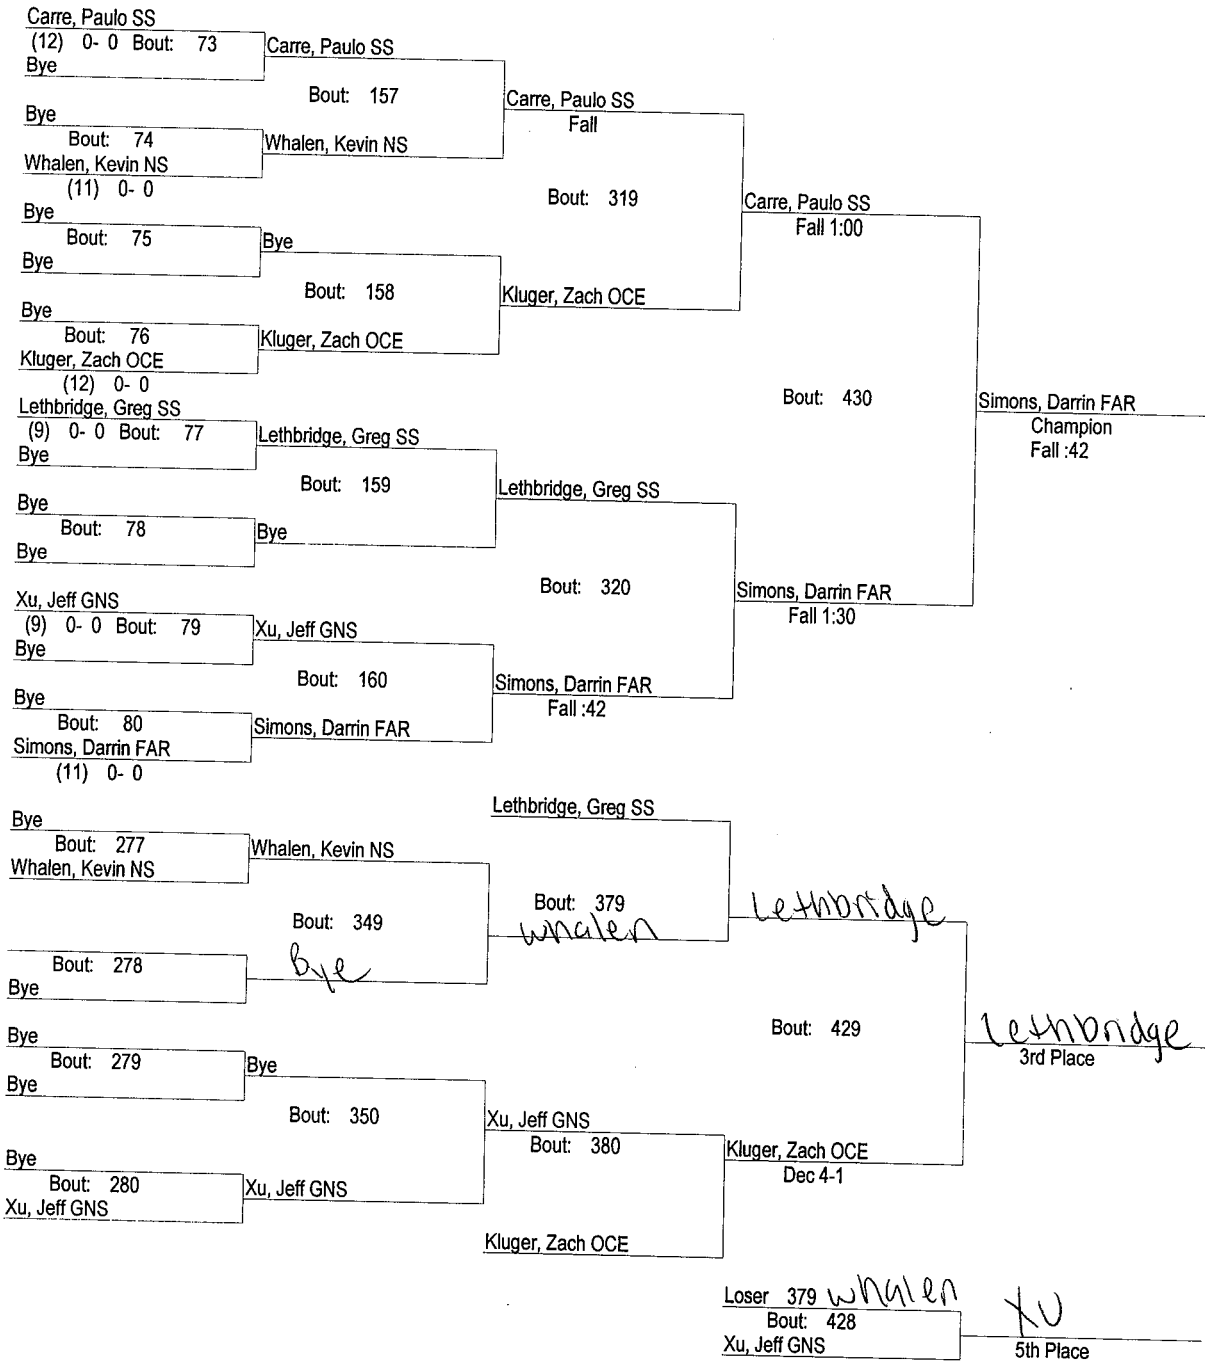 Carre, Paulo SS
(12) 0- 0 Bout: 73
Bye
Carre, Paulo SS
Bout: 157
Bye
Bout: 74
Whalen, Kevin NS
(11) 0- 0
Whalen, Kevin NS
Carre, Paulo SS
Fall
Bout: 319
Bye
Bout: 75
Bye
Bye
Bout: 158
Bye
Bout: 76
Kluger, Zach OCE
(12) 0- 0
Kluger, Zach OCE
Kluger, Zach OCE
Carre, Paulo SS
Fall 1:00
Bout: 430
Lethbridge, Greg SS
(9) 0- 0 Bout: 77
Bye
Lethbridge, Greg SS
Bout: 159
Bye
Bout: 78
Bye
Bye
Lethbridge, Greg SS
Bout: 320
Xu, Jeff GNS
(9) 0- 0 Bout: 79
Bye
Xu, Jeff GNS
Bout: 160
Bye
Bout: 80
Simons, Darrin FAR
(11) 0- 0
Simons, Darrin FAR
Simons, Darrin FAR
Fall :42
Simons, Darrin FAR
Fall 1:30
Simons, Darrin FAR
Champion
Fall :42
Bye
Bout: 277
Whalen, Kevin NS
Whalen, Kevin NS
Bout: 349
Bout: 278
Bye
Bye
Lethbridge, Greg SS
Bout: 379
whalen
Lethbridge
Bout: 429
Bye
Bout: 279
Bye
Bye
Bout: 350
Bye
Bout: 280
Xu, Jeff GNS
Xu, Jeff GNS
Xu, Jeff GNS
Bout: 380
Kluger, Zach OCE
Kluger, Zach OCE
Dec 4-1
Lethbridge
3rd Place
Loser 379 whalen
Bout: 428
Xu, Jeff GNS
XU
5th Place